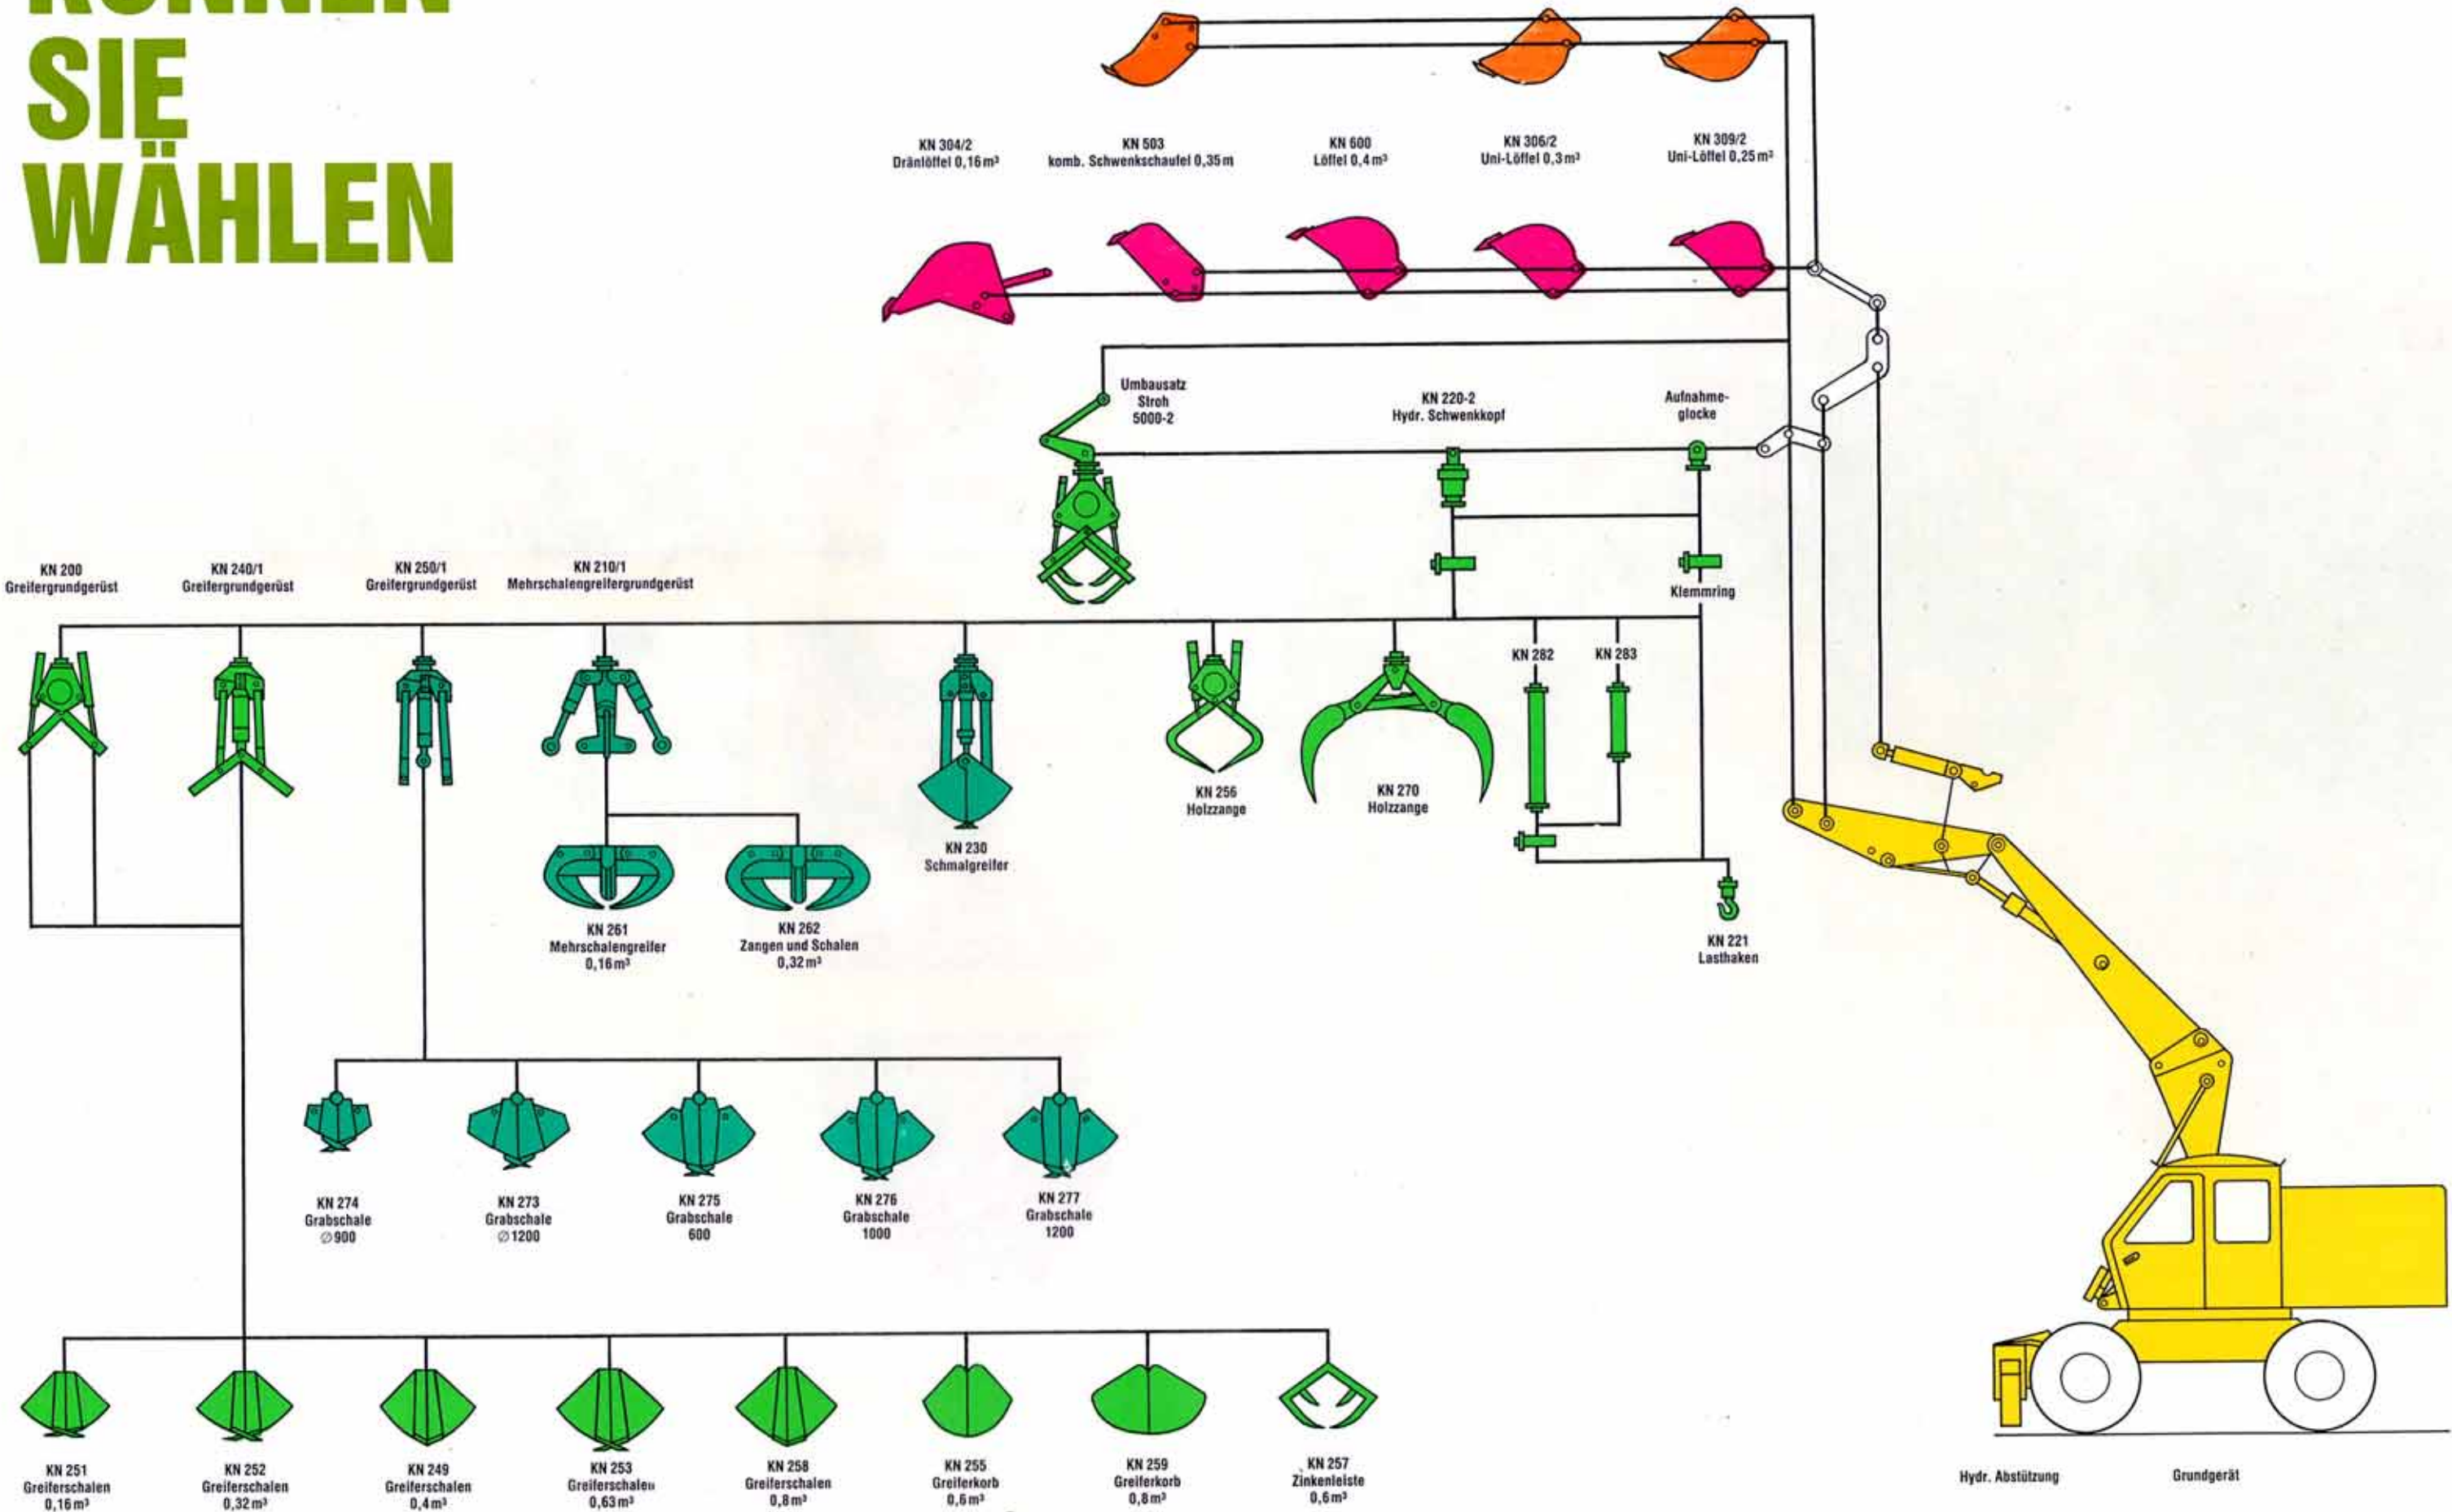 KÖNNEN
SIE
WÄHLEN
KN 304/2
Dränlöffel 0,16 m³
KN 503
komb. Schwenkschaufel 0,35 m
KN 600
Löffel 0,4 m³
KN 306/2
Uni-Löffel 0,3 m³
KN 309/2
Uni-Löffel 0,25 m³
Umbausatz
Stroh
5000-2
KN 220-2
Hydr. Schwenkkopf
Aufnahme-
glocke
Klemmring
KN 200
Greifergrundgerüst
KN 240/1
Greifergrundgerüst
KN 250/1
Greifergrundgerüst
KN 210/1
Mehrschalengreifergrundgerüst
KN 282
KN 283
KN 256
Holzzange
KN 270
Holzzange
KN 230
Schmalgreifer
KN 261
Mehrschalengreifer
0,16 m³
KN 262
Zangen und Schalen
0,32 m³
KN 221
Lasthaken
KN 274
Grabschale
∅ 900
KN 273
Grabschale
∅ 1200
KN 275
Grabschale
600
KN 276
Grabschale
1000
KN 277
Grabschale
1200
KN 251
Greiferschalen
0,16 m³
KN 252
Greiferschalen
0,32 m³
KN 249
Greiferschalen
0,4 m³
KN 253
Greiferschalen
0,63 m³
KN 258
Greiferschalen
0,8 m³
KN 255
Greiferkorb
0,6 m³
KN 259
Greiferkorb
0,8 m³
KN 257
Zinkenleiste
0,6 m³
Hydr. Abstützung
Grundgerät